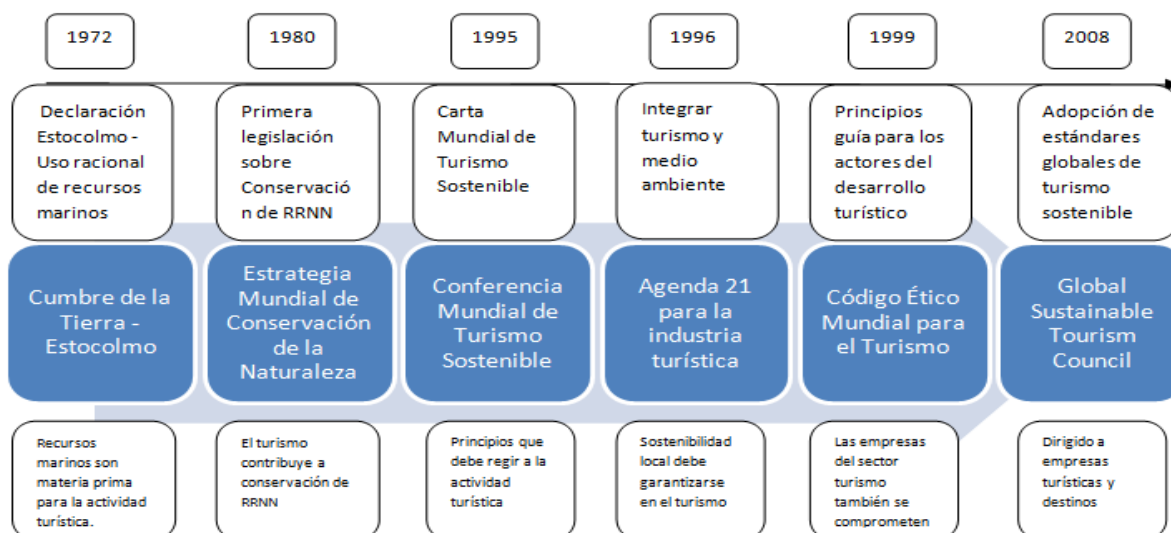 1972
1980
1995
1996
1999
2008
Declaración
Estocolmo -
Uso racional
de recursos
marinos
Primera
legislación
sobre
Conservació
n de RRNN
Carta
Mundial de
Turismo
Sostenible
Integrar
turismo y
medio
ambiente
Principios
guía para los
actores del
desarrollo
turístico
Adopción de
estándares
globales de
turismo
sostenible
Cumbre de la
Tierra -
Estocolmo
Estrategia
Mundial de
Conservación
de la
Naturaleza
Conferencia
Mundial de
Turismo
Sostenible
Agenda 21
para la
industria
turística
Código Ético
Mundial para
el Turismo
Global
Sustainable
Tourism
Council
Recursos
marinos son
materia prima
para la actividad
turística.
El turismo
contribuye a
conservación de
RRNN
Principios que
debe regir a la
actividad
turística
Sostenibilidad
local debe
garantizarse
en el turismo
Las empresas
del sector
turismo
también se
comprometen
Dirigido a
empresas
turísticas y
destinos